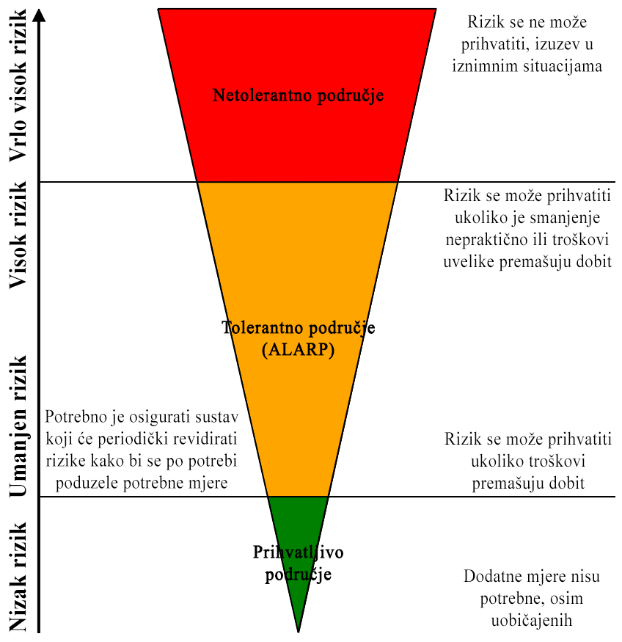 Vrlo visok rizik
Netolerantno područje
Rizik se ne može
prihvatiti, izuzev u
iznimnim situacijama
Visok rizik
Rizik se može prihvatiti
ukoliko je smanjenje
nepraktično ili troškovi
uvelike premašuju dobit
Tolerantno područje
(ALARP)
Umanjen rizik
Potrebno je osigurati sustav
koji će periodički revidirati
rizike kako bi se po potrebi
poduzele potrebne mjere
Rizik se može prihvatiti
ukoliko troškovi
premašuju dobit
Nizak rizik
Prihvatljivo
područje
Dodatne mjere nisu
potrebne, osim
uobičajenih